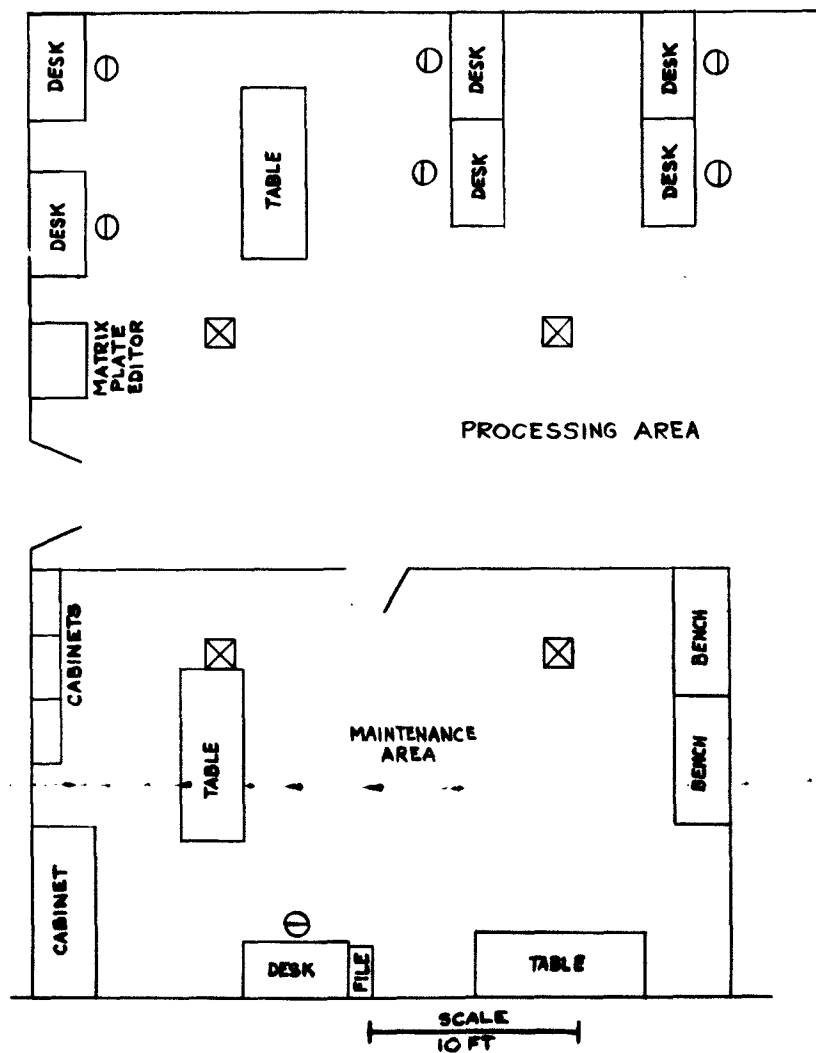 DESK
DESK
DESK
TABLE
DESK
DESK
DESK
MATRIX
PLATE
EDITOR
PROCESSING AREA
CABINETS
BENCH
TABLE
MAINTENANCE
AREA
BENCH
CABINET
DESK
FILE
TABLE
SCALE
10 FT